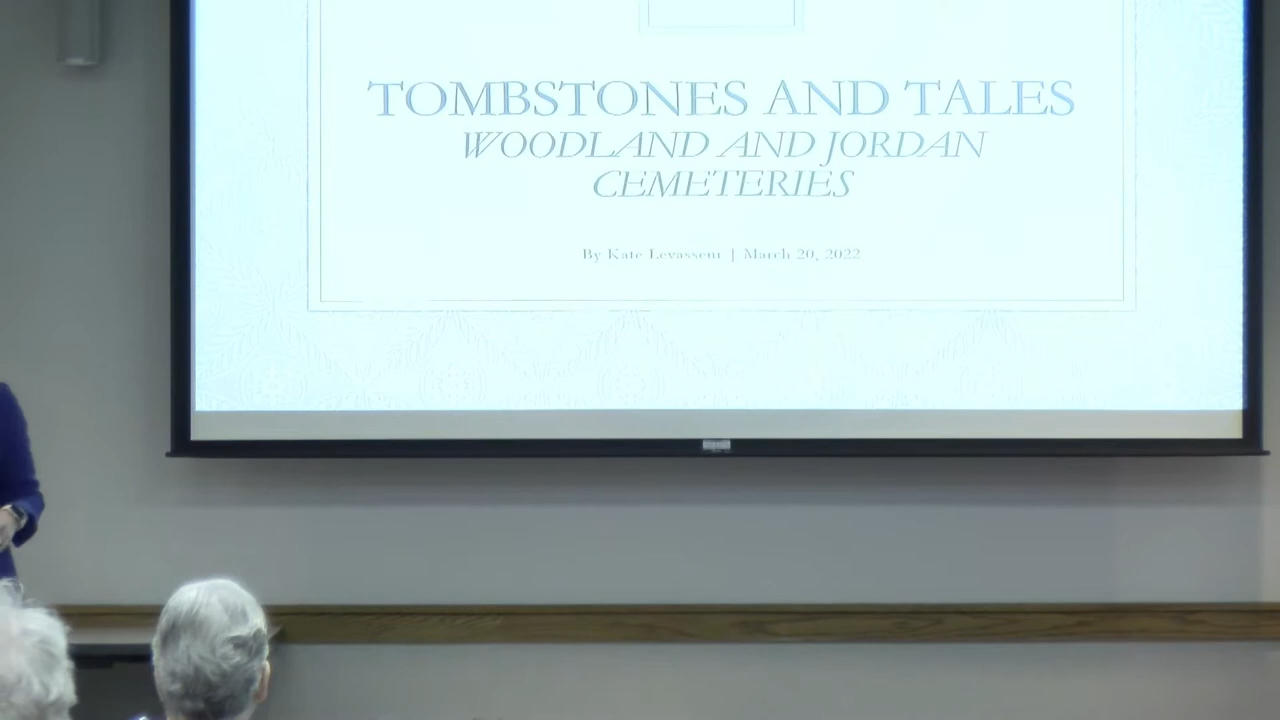 TOMBSTONES AND TALES
WOODLAND AND JORDAN
CEMETERIES
By Kate Levasseur | March 20, 2022